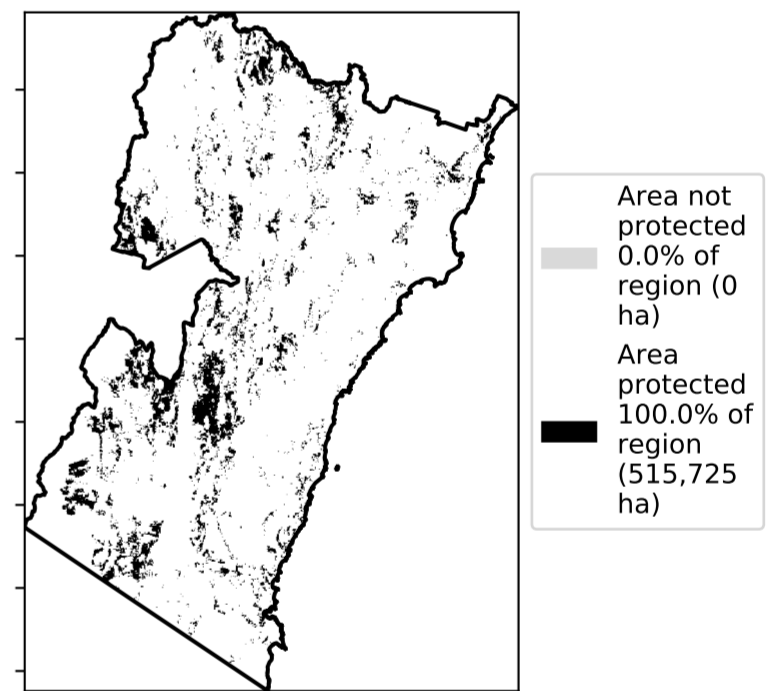 Area not
protected
0.0% of
region (0
ha)
Area
protected
100.0% of
region
(515,725
ha)